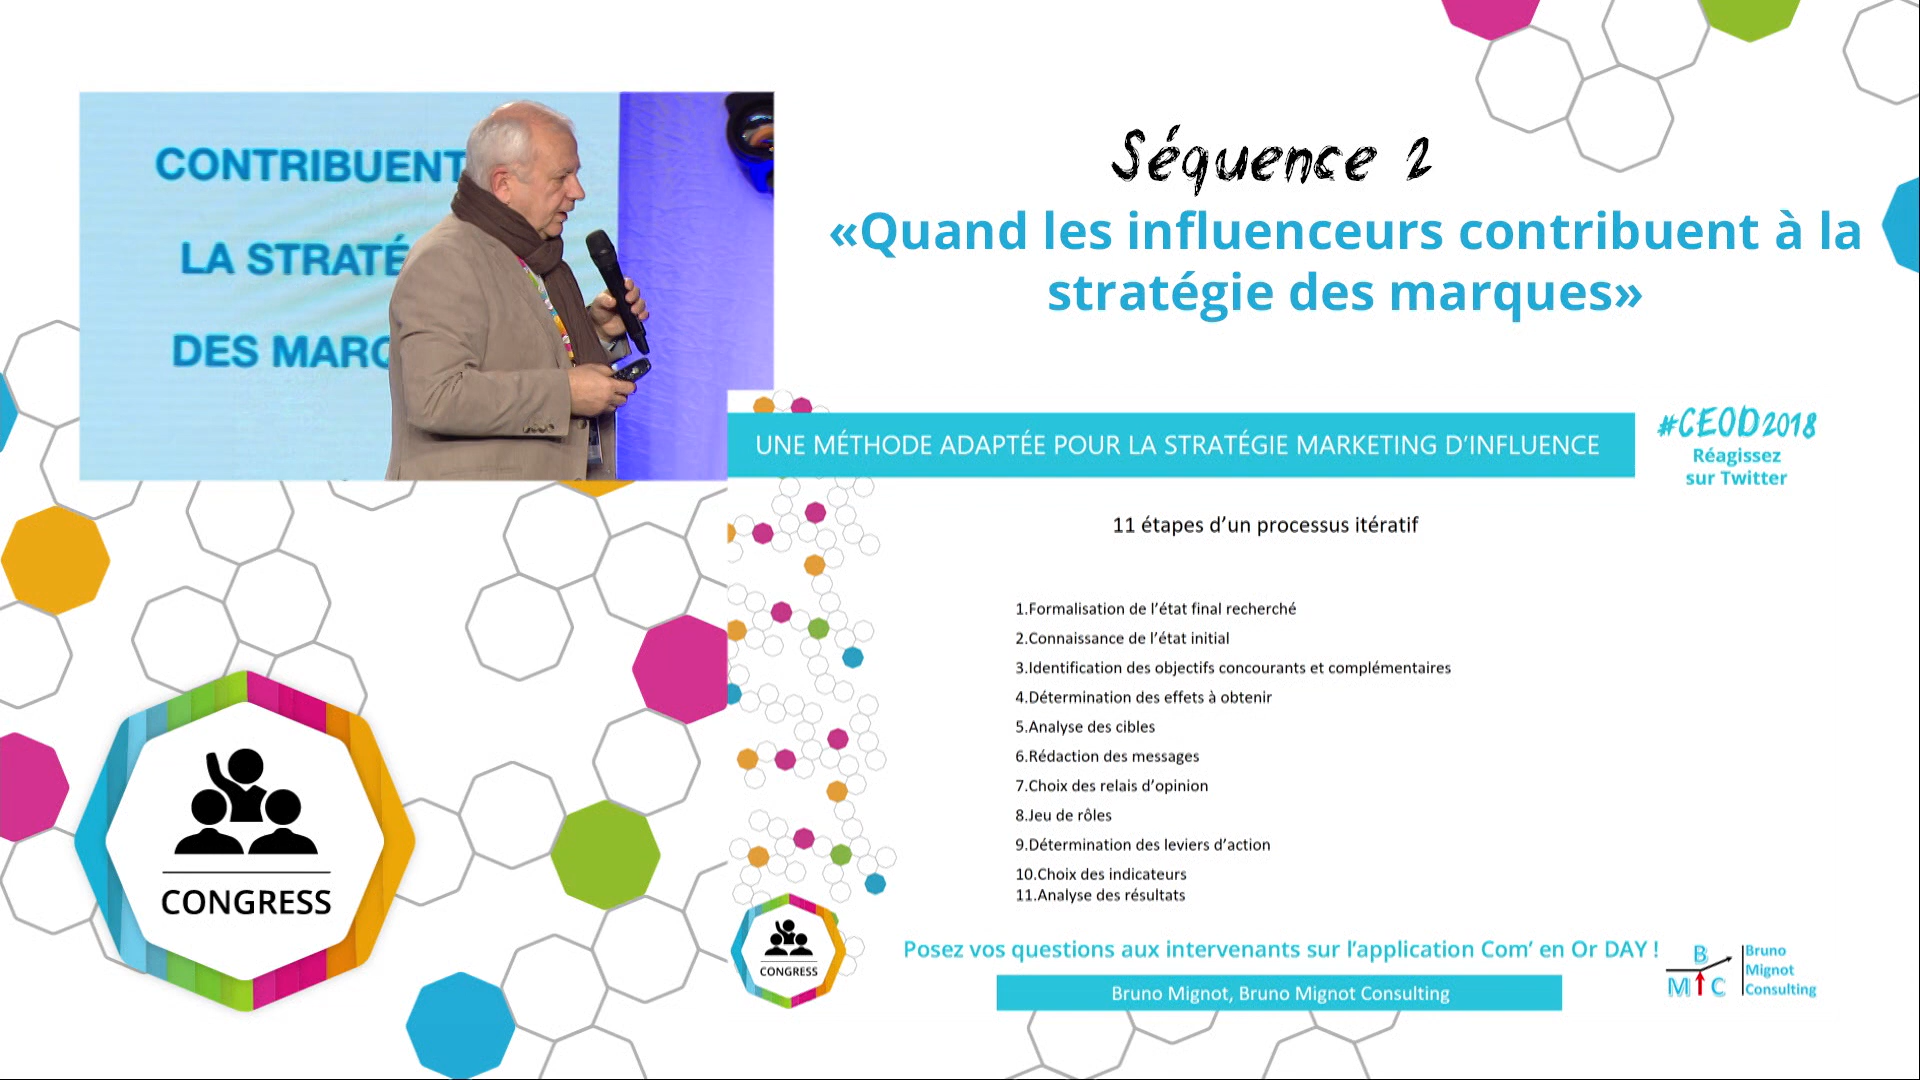 CONTRIBUENT
LA STRATÉ
DES MARQ
Séquence 2
«Quand les influenceurs contribuent à la
stratégie des marques»
UNE MÉTHODE ADAPTÉE POUR LA STRATÉGIE MARKETING D’INFLUENCE
#CEOD2018
Réagissez
sur Twitter
11 étapes d’un processus itératif
1.Formalisation de l’état final recherché
2.Connaissance de l’état initial
3.Identification des objectifs concourants et complémentaires
4.Détermination des effets à obtenir
5.Analyse des cibles
6.Rédaction des messages
7.Choix des relais d’opinion
8.Jeu de rôles
9.Détermination des leviers d’action
10.Choix des indicateurs
11.Analyse des résultats
CONGRESS
CONGRESS
Posez vos questions aux intervenants sur l’application Com’ en Or DAY !
Bruno Mignot, Bruno Mignot Consulting
B
M C
Bruno
Mignot
Consulting